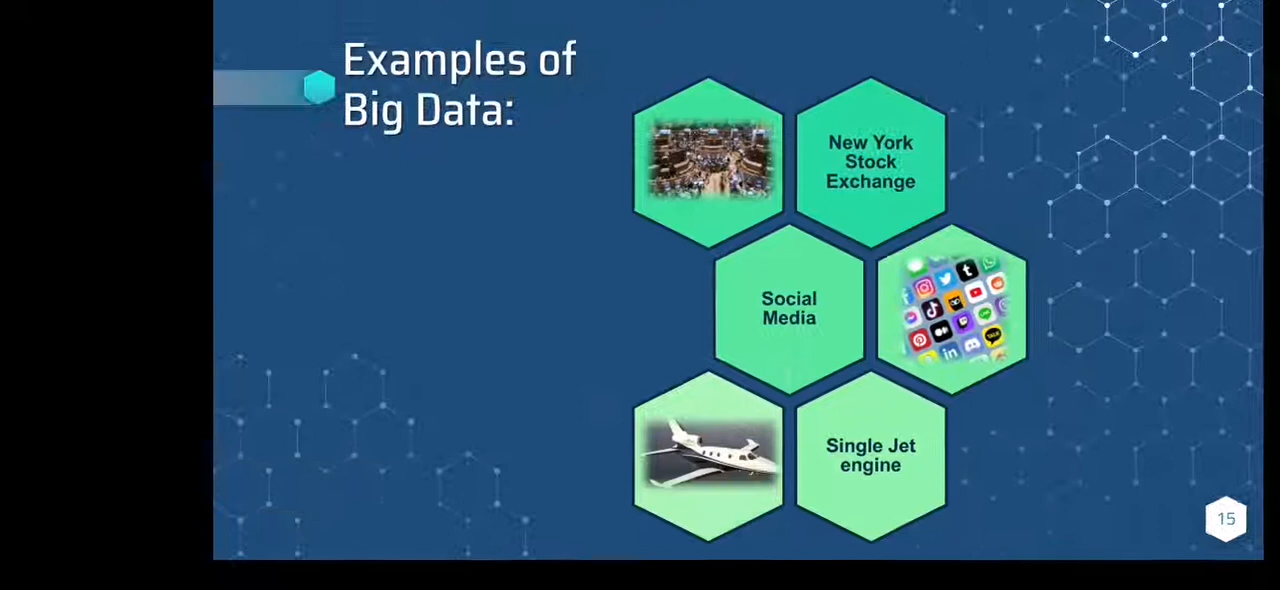 Examples of
Big Data:
New York
Stock
Exchange
Social
Media
Single Jet
engine
15